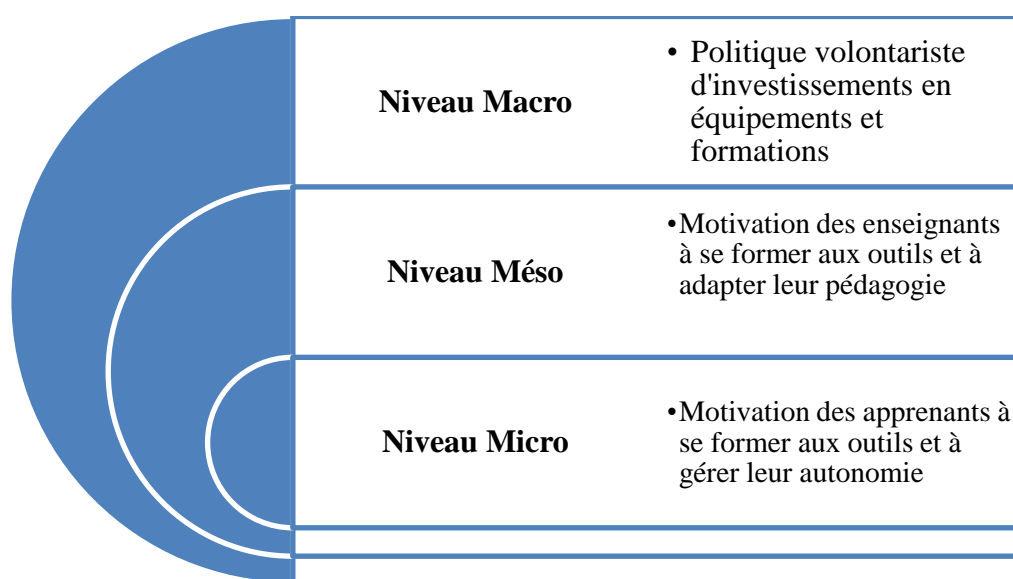 Niveau Macro
• Politique volontariste
d'investissements en
équipements et
formations
Niveau Méso
•Motivation des enseignants
à se former aux outils et à
adapter leur pédagogie
Niveau Micro
•Motivation des apprenants à
se former aux outils et à
gérer leur autonomie